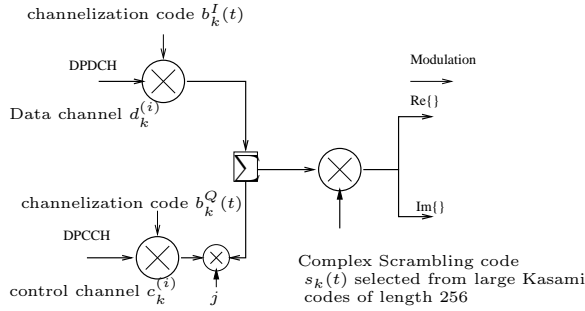 channelization code b_k^I(t)
DPDCH
Data channel d_k^(i)
Modulation
Re{}
Σ
channelization code b_k^Q(t)
Im{}
DPCCH
control channel c_k^(i)
j
Complex Scrambling code
s_k(t) selected from large Kasami
codes of length 256